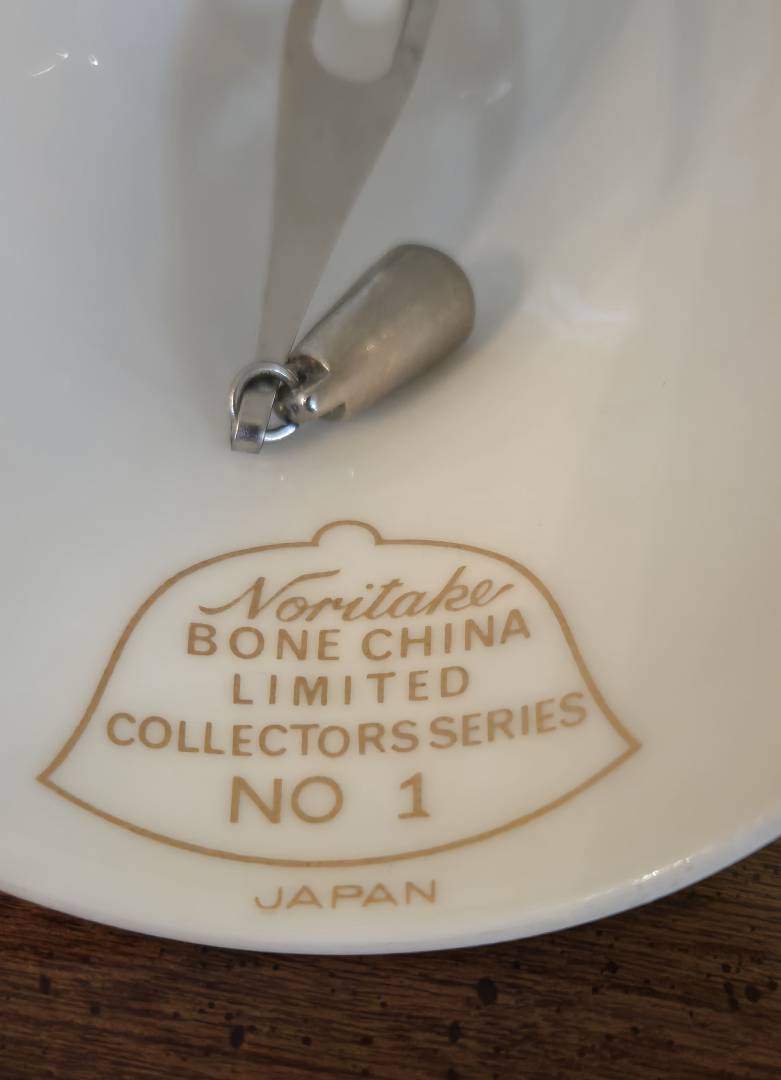 Noritake
BONE CHINA
LIMITED
COLLECTORS SERIES
NO 1
JAPAN